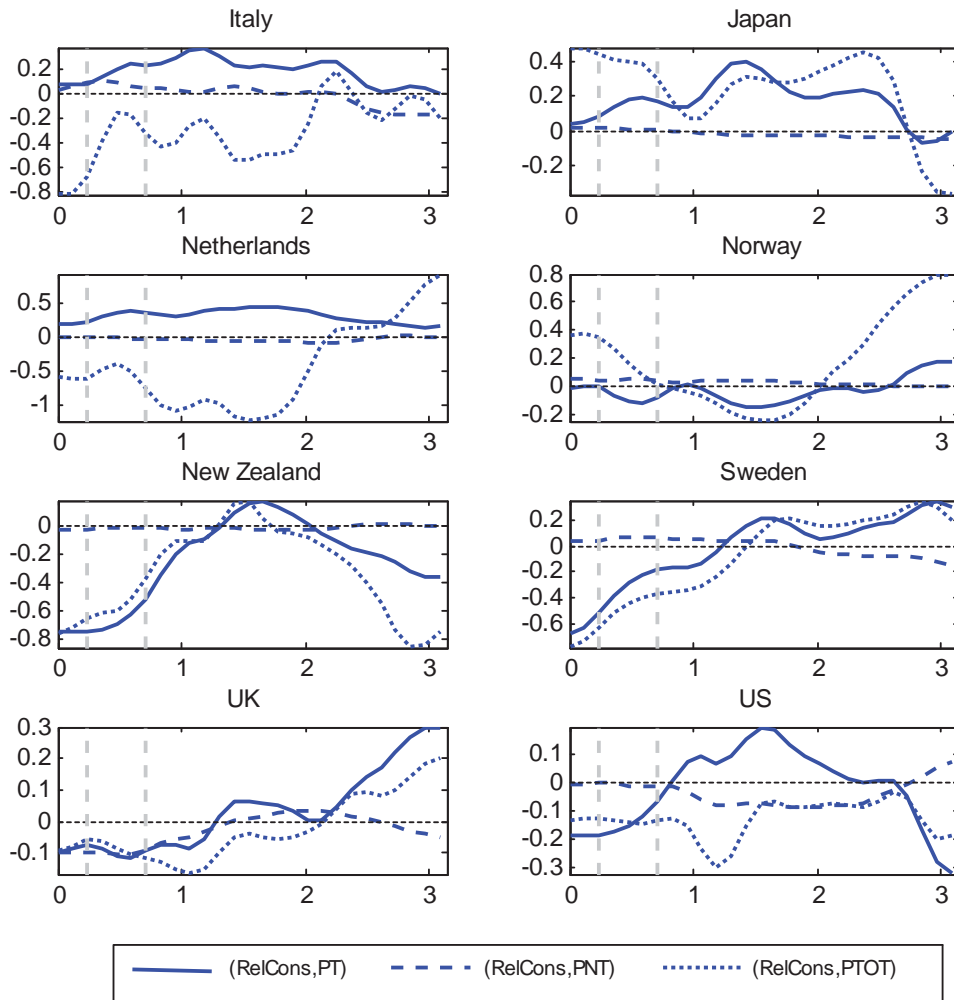 Italy
0.2
0
-0.2
-0.4
-0.6
-0.8
0 1 2 3
Japan
0.4
0.2
0
-0.2
0 1 2 3
Netherlands
0.5
0
-0.5
-1
0 1 2 3
Norway
0.8
0.6
0.4
0.2
0
-0.2
0 1 2 3
New Zealand
0
-0.2
-0.4
-0.6
-0.8
0 1 2 3
Sweden
0.2
0
-0.2
-0.4
-0.6
0 1 2 3
UK
0.3
0.2
0.1
0
-0.1
0 1 2 3
US
0.1
0
-0.1
-0.2
-0.3
0 1 2 3
(RelCons,PT) (RelCons,PNT) (RelCons,PTOT)